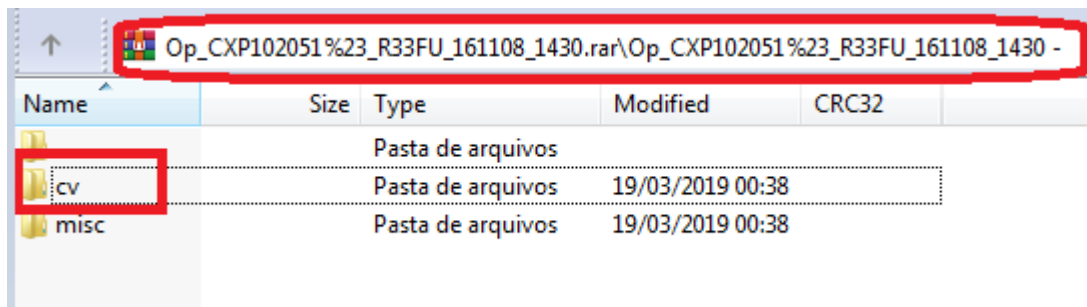 Op_CXP102051%23_R33FU_161108_1430.rar\Op_CXP102051%23_R33FU_161108_1430 -
Name Size Type Modified CRC32
Pasta de arquivos
cv Pasta de arquivos 19/03/2019 00:38
misc Pasta de arquivos 19/03/2019 00:38